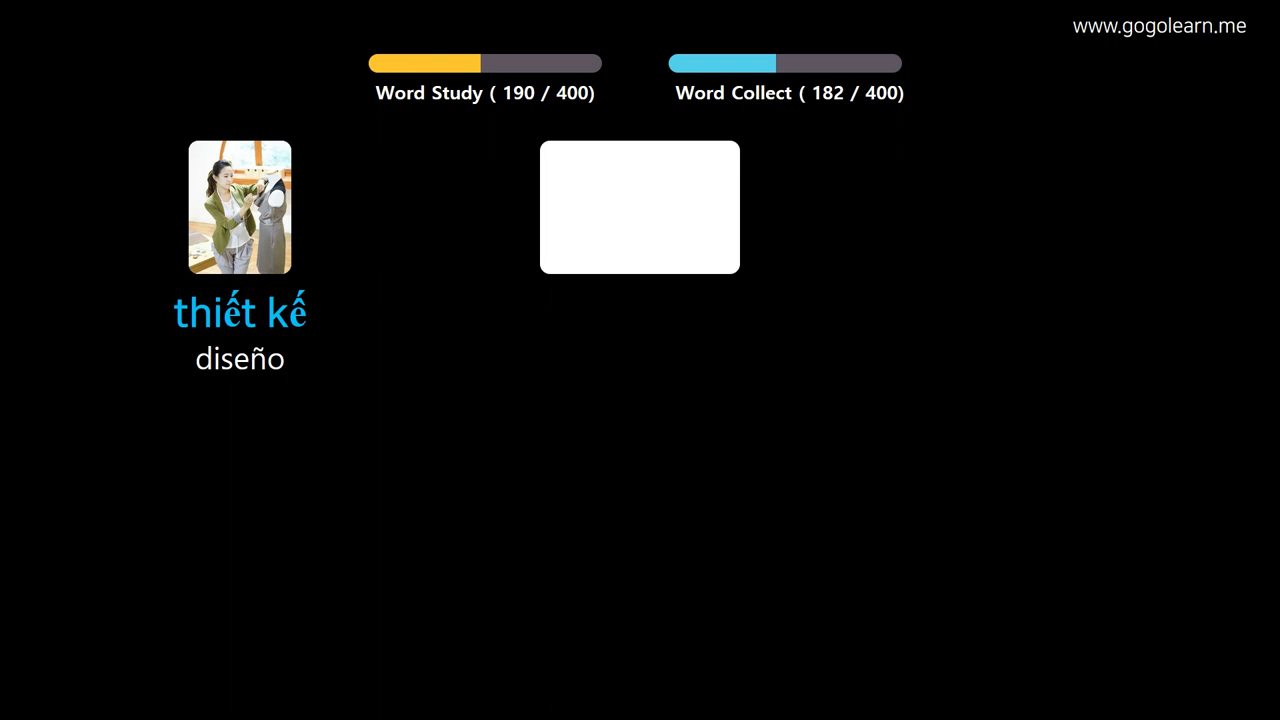 www.gogolearn.me
Word Study ( 190 / 400)
Word Collect ( 182 / 400)
thiết kế
diseño